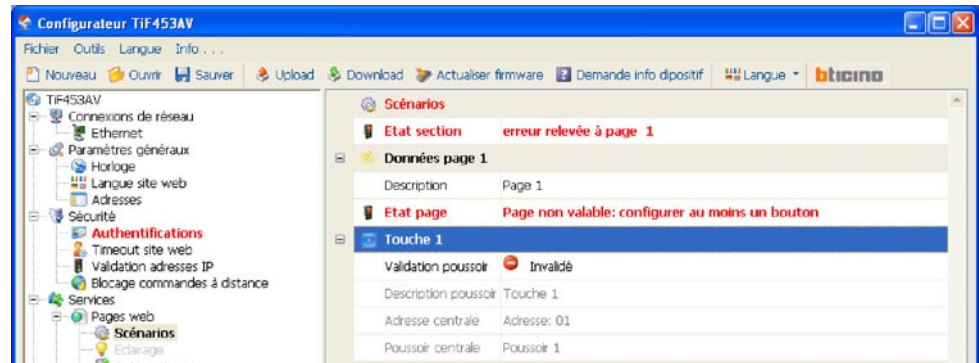 Configurateur TiF453AV
Fichier Outils Langue Info . . .
Nouveau Ouvrir Sauver Upload Download Actualiser firmware Demande info dipositif Langue bticino
TiF453AV
Connexions de réseau
Ethernet
Paramètres généraux
Horloge
Langue site web
Adresses
Sécurité
Authentifications
Timeout site web
Validation adresses IP
Blocage commandes à distance
Services
Pages web
Scénarios
Eclairage
Scénarios
Etat section erreur relevée à page 1
Données page 1
Description Page 1
Etat page Page non valable: configurer au moins un bouton
Touche 1
Validation poussoir Invalidé
Description poussoir Touche 1
Adresse centrale Adresse: 01
Poussoir centrale Poussoir 1